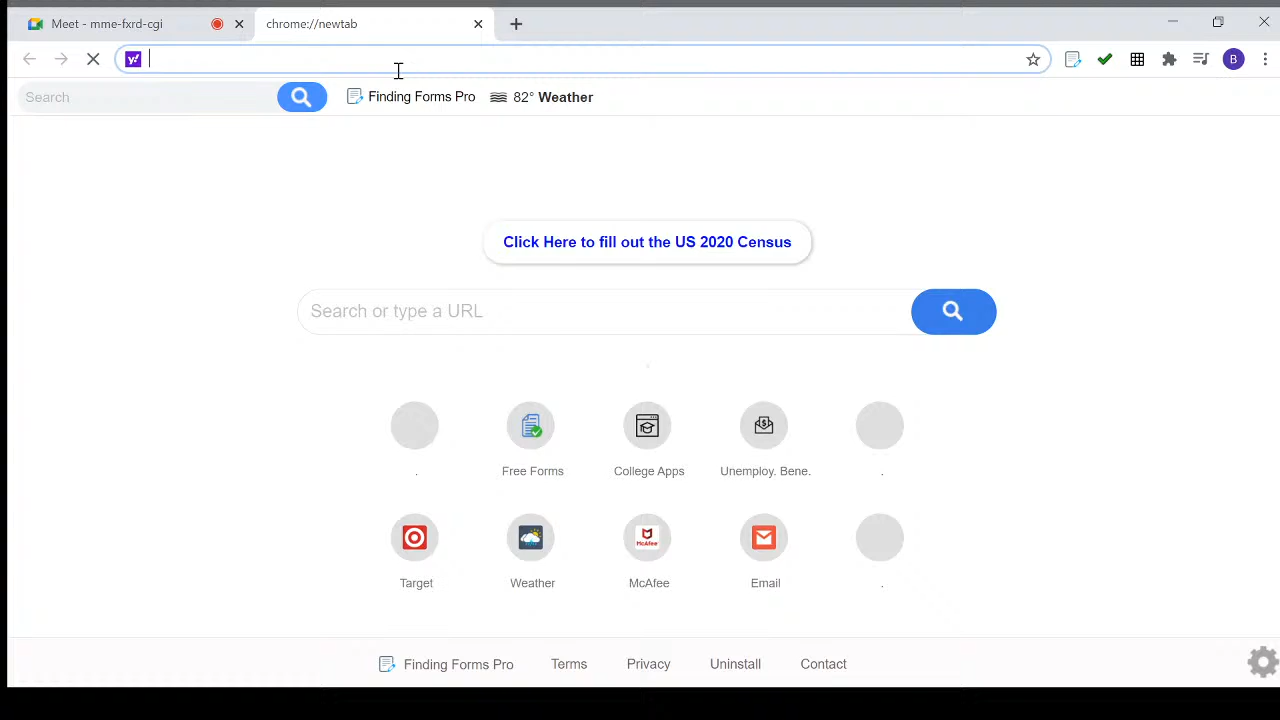 Meet - mme-fxrd-cgi
chrome://newtab
y!
B
Search
Finding Forms Pro
82° Weather
Click Here to fill out the US 2020 Census
Search or type a URL
. Free Forms College Apps Unemploy. Bene. .
McAfee
Target Weather McAfee Email .
Finding Forms Pro Terms Privacy Uninstall Contact